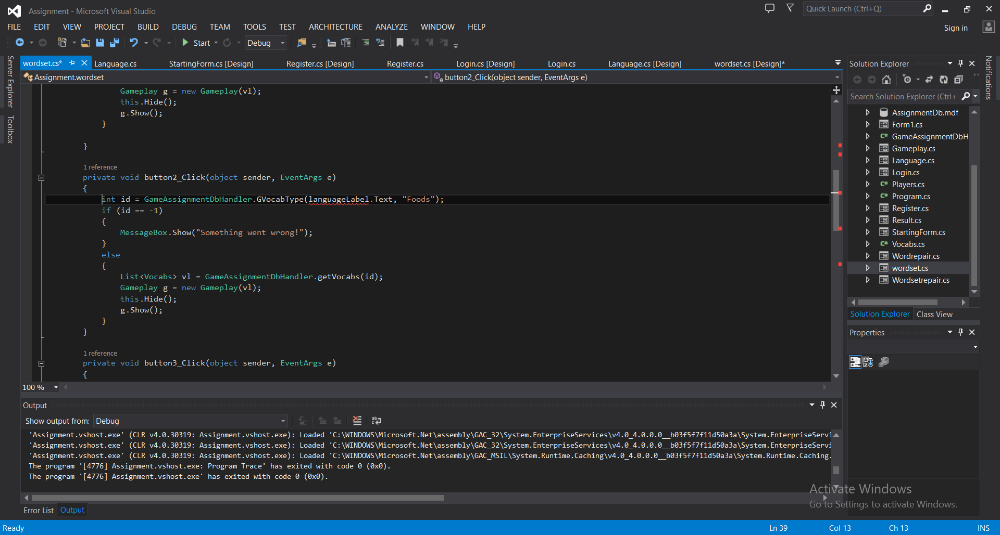 Assignment - Microsoft Visual Studio
Quick Launch (Ctrl+Q)
FILE EDIT VIEW PROJECT BUILD DEBUG TEAM TOOLS TEST ARCHITECTURE ANALYZE WINDOW HELP
Sign in
Start Debug
Server Explorer
Toolbox
wordset.cs* Language.cs StartingForm.cs [Design] Register.cs [Design] Register.cs Login.cs [Design] Login.cs Language.cs [Design] wordset.cs [Design]*
Assignment.wordset button2_Click(object sender, EventArgs e)
Gameplay g = new Gameplay(vl);
this.Hide();
g.Show();
}
}
1 reference
private void button2_Click(object sender, EventArgs e)
{
int id = GameAssignmentDbHandler.GVocabType(languageLabel.Text, "Foods");
if (id == -1)
{
MessageBox.Show("Something went wrong!");
}
else
{
List<Vocabs> vl = GameAssignmentDbHandler.getVocabs(id);
Gameplay g = new Gameplay(vl);
this.Hide();
g.Show();
}
}
1 reference
private void button3_Click(object sender, EventArgs e)
{
100 %
Output
Show output from: Debug
'Assignment.vshost.exe' (CLR v4.0.30319: Assignment.vshost.exe): Loaded 'C:\WINDOWS\Microsoft.Net\assembly\GAC_32\System.EnterpriseServices\v4.0_4.0.0.0__b03f5f7f11d50a3a\System.EnterpriseServi
'Assignment.vshost.exe' (CLR v4.0.30319: Assignment.vshost.exe): Loaded 'C:\WINDOWS\Microsoft.Net\assembly\GAC_32\System.EnterpriseServices\v4.0_4.0.0.0__b03f5f7f11d50a3a\System.EnterpriseServi
'Assignment.vshost.exe' (CLR v4.0.30319: Assignment.vshost.exe): Loaded 'C:\WINDOWS\Microsoft.Net\assembly\GAC_MSIL\System.Runtime.Caching\v4.0_4.0.0.0__b03f5f7f11d50a3a\System.Runtime.Caching.
The program '[4776] Assignment.vshost.exe: Program Trace' has exited with code 0 (0x0).
The program '[4776] Assignment.vshost.exe' has exited with code 0 (0x0).
Error List Output
Solution Explorer
Search Solution Explorer (Ctrl+
AssignmentDb.mdf
Form1.cs
GameAssignmentDbH
Gameplay.cs
Language.cs
Login.cs
Players.cs
Program.cs
Register.cs
Result.cs
StartingForm.cs
Vocabs.cs
Wordrepair.cs
wordset.cs
Wordsetrepair.cs
Solution Explorer Class View
Properties
Notifications
Activate Windows
Go to Settings to activate Windows.
Ready Ln 39 Col 13 Ch 13 INS